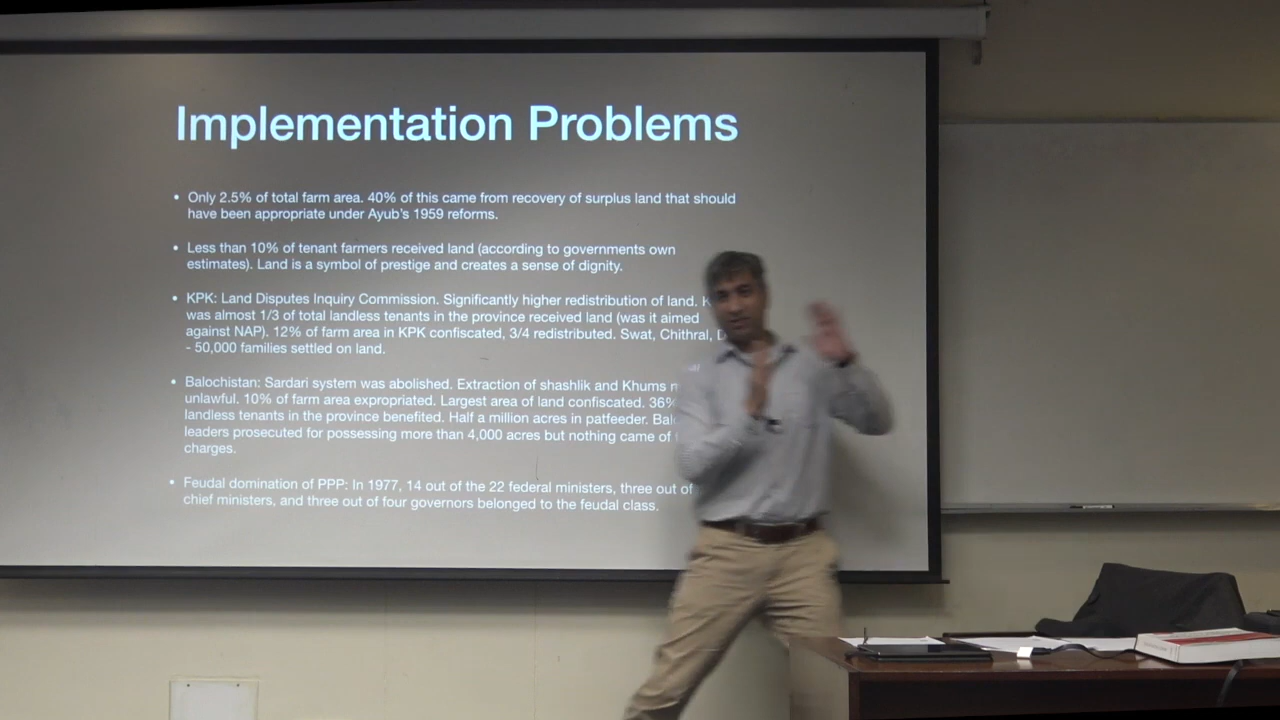 Implementation Problems
• Only 2.5% of total farm area. 40% of this came from recovery of surplus land that should
have been appropriate under Ayub's 1959 reforms.
• Less than 10% of tenant farmers received land (according to governments own
estimates). Land is a symbol of prestige and creates a sense of dignity.
• KPK: Land Disputes Inquiry Commission. Significantly higher redistribution of land.
was almost 1/3 of total landless tenants in the province received land (was it aimed
against NAP). 12% of farm area in KPK confiscated, 3/4 redistributed. Swat, Chithral,
- 50,000 families settled on land.
• Balochistan: Sardari system was abolished. Extraction of shashlik and Khums
unlawful. 10% of farm area expropriated. Largest area of land confiscated. 36%
landless tenants in the province benefited. Half a million acres in patfeeder.
leaders prosecuted for possessing more than 4,000 acres but nothing came of
charges.
• Feudal domination of PPP: In 1977, 14 out of the 22 federal ministers, three out of
chief ministers, and three out of four governors belonged to the feudal class.